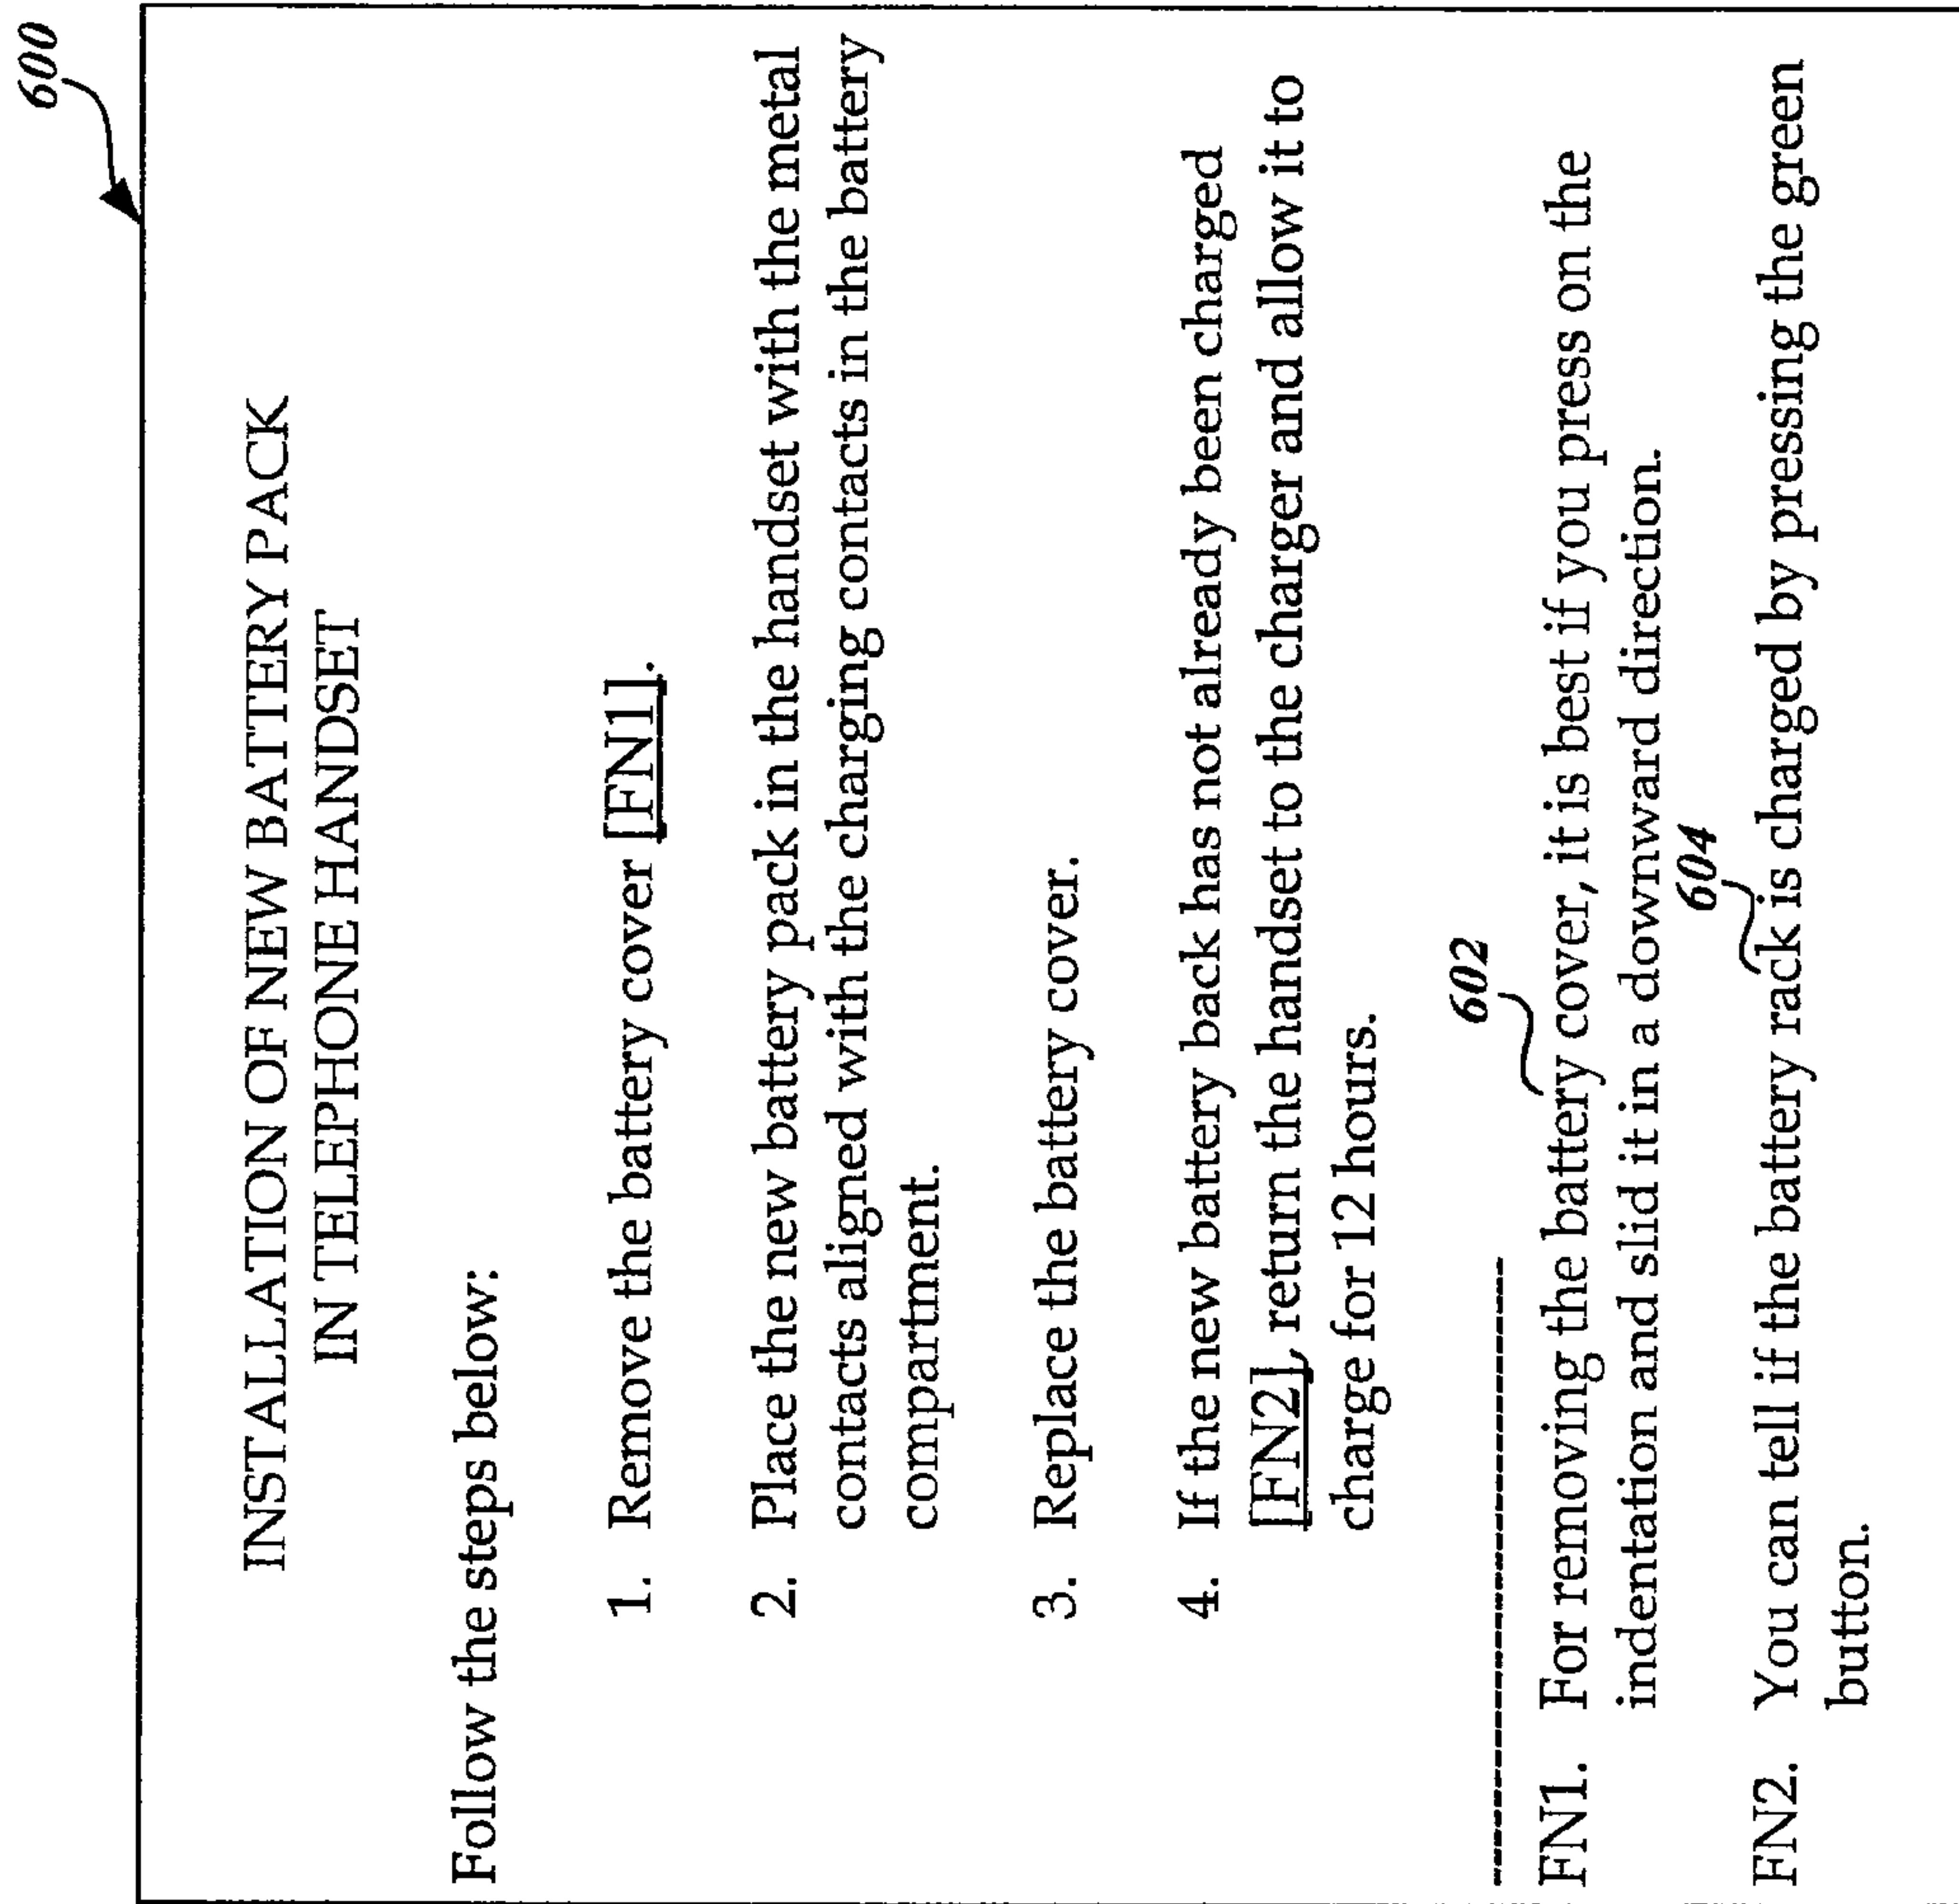 600
INSTALLATION OF NEW BATTERY PACK
IN TELEPHONE HANDSET
Follow the steps below:
1. Remove the battery cover [FN1].
2. Place the new battery pack in the handset with the metal
contacts aligned with the charging contacts in the battery
compartment.
3. Replace the battery cover.
4. If the new battery back has not already been charged
[FN2], return the handset to the charger and allow it to
charge for 12 hours.
602
FN1. For removing the battery cover, it is best if you press on the
indentation and slid it in a downward direction.
604
FN2. You can tell if the battery rack is charged by pressing the green
button.